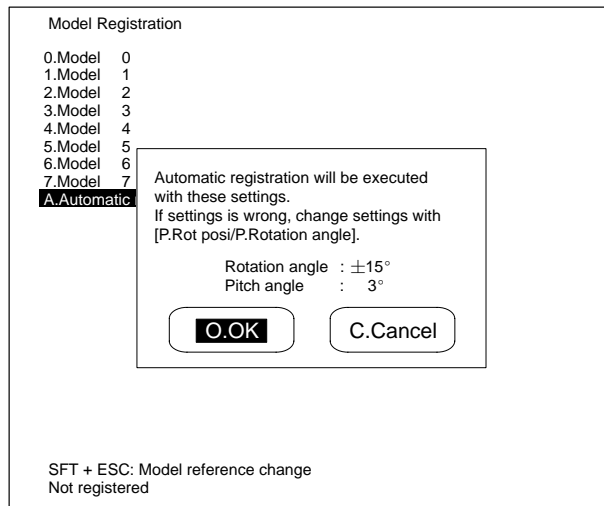 Model Registration
0.Model 0
1.Model 1
2.Model 2
3.Model 3
4.Model 4
5.Model 5
6.Model 6
7.Model 7
A.Automatic
Automatic registration will be executed
with these settings.
If settings is wrong, change settings with
[P.Rot posi/P.Rotation angle].
Rotation angle : ±15°
Pitch angle : 3°
O.OK C.Cancel
SFT + ESC: Model reference change
Not registered